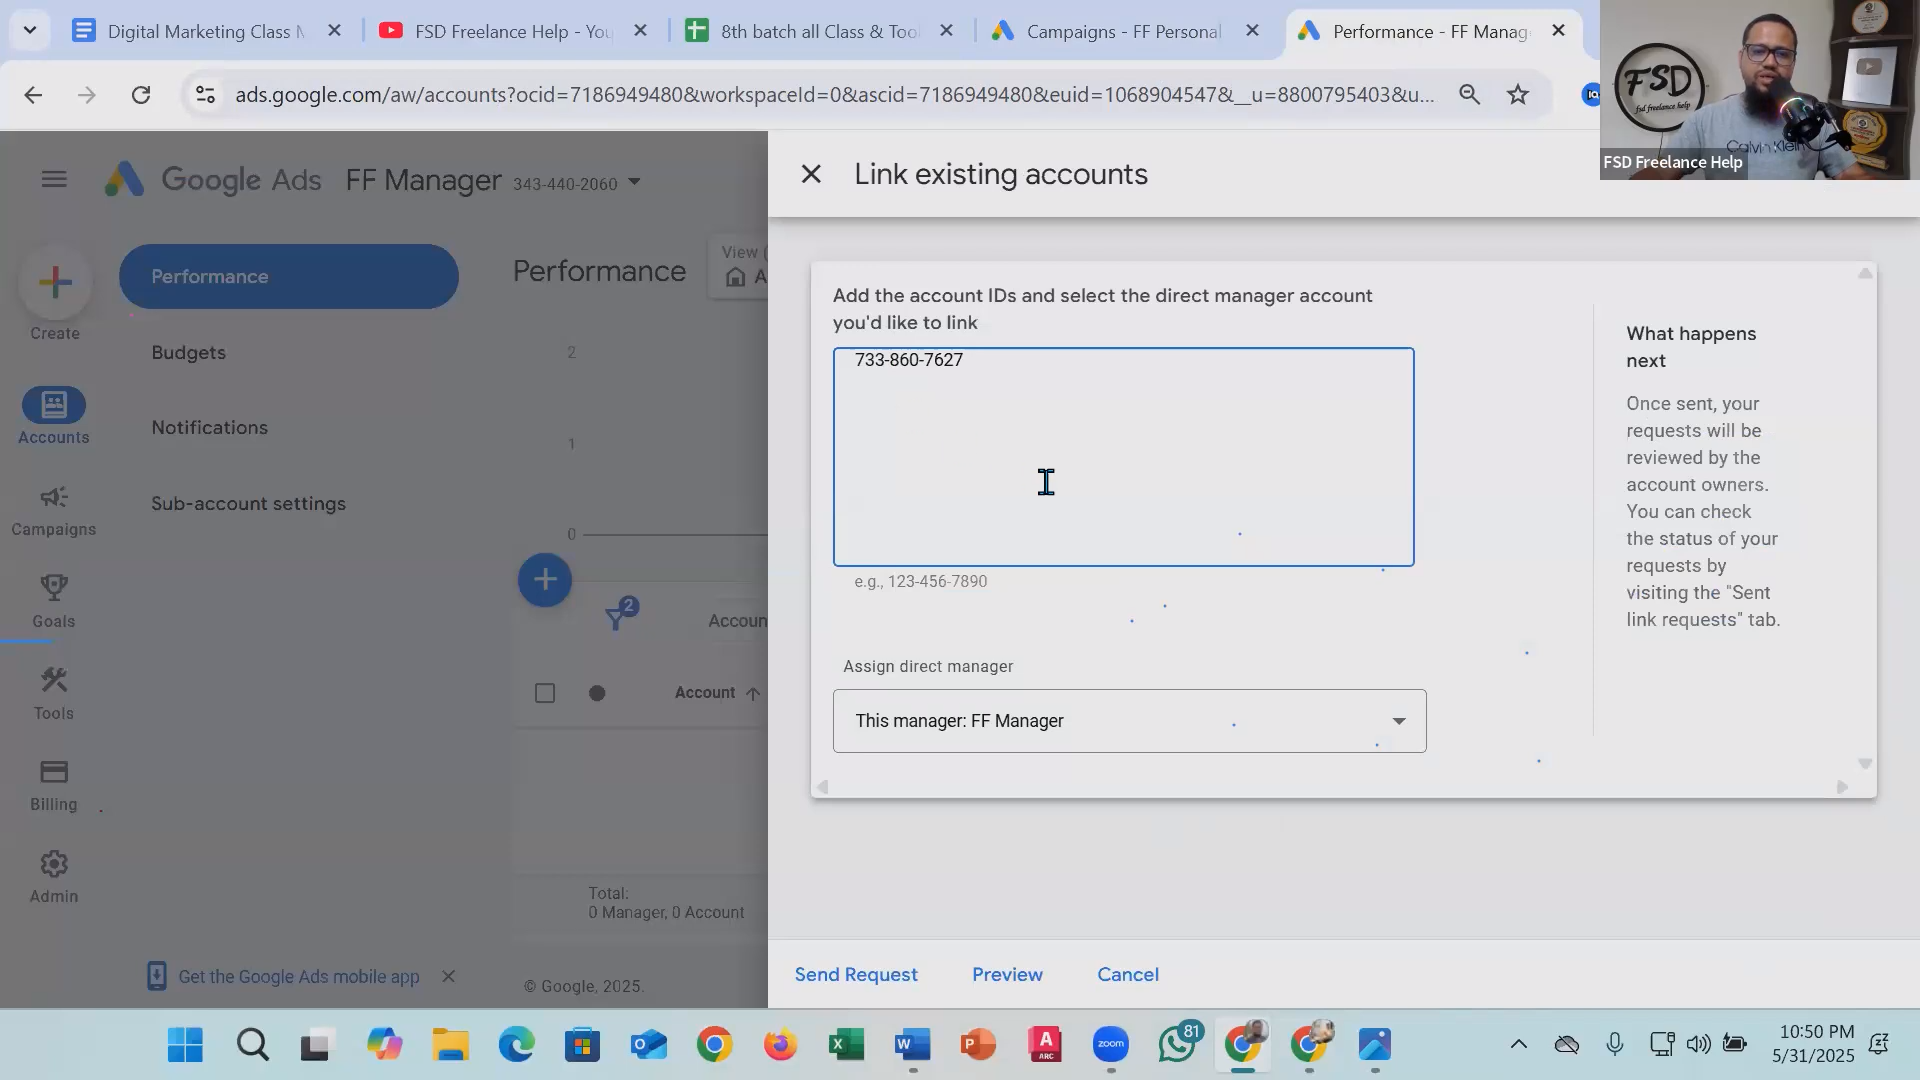 Digital Marketing Class
FSD Freelance Help - You
8th batch all Class & Tool
Campaigns - FF Personal
Performance - FF Manag
ads.google.com/aw/accounts?ocid=7186949480&workspaceId=0&ascid=7186949480&euid=1068904547&__u=8800795403&u...
FSD
fsd freelance help
Calvin Klein
FSD Freelance Help
Google Ads
FF Manager 343-440-2060
Link existing accounts
Create
Accounts
Campaigns
Goals
Tools
Billing
Admin
Performance
Budgets
Notifications
Sub-account settings
Performance
View (
A
2
1
0
2
Accoun
Account
Total:
0 Manager, 0 Account
Get the Google Ads mobile app
© Google, 2025.
Add the account IDs and select the direct manager account
you'd like to link
733-860-7627
e.g., 123-456-7890
Assign direct manager
This manager: FF Manager
What happens
next
Once sent, your
requests will be
reviewed by the
account owners.
You can check
the status of your
requests by
visiting the "Sent
link requests" tab.
Send Request
Preview
Cancel
zoom
81
10:50 PM
5/31/2025